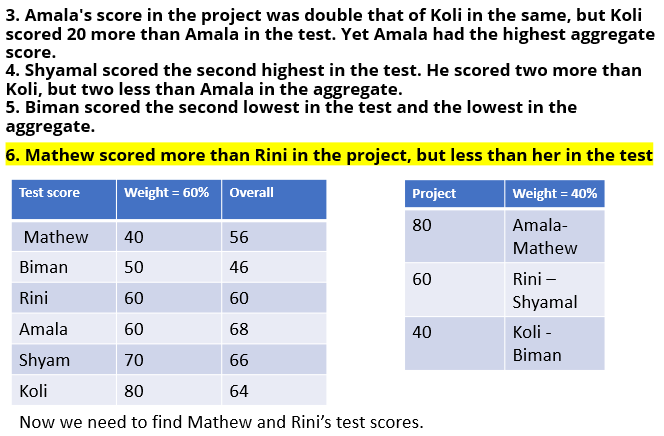 3. Amala's score in the project was double that of Koli in the same, but Koli
scored 20 more than Amala in the test. Yet Amala had the highest aggregate
score.
4. Shyamal scored the second highest in the test. He scored two more than
Koli, but two less than Amala in the aggregate.
5. Biman scored the second lowest in the test and the lowest in the
aggregate.
6. Mathew scored more than Rini in the project, but less than her in the test
Test score Weight = 60% Overall
Mathew 40 56
Biman 50 46
Rini 60 60
Amala 60 68
Shyam 70 66
Koli 80 64
Project Weight = 40%
80 Amala-
Mathew
60 Rini –
Shyamal
40 Koli -
Biman
Now we need to find Mathew and Rini’s test scores.